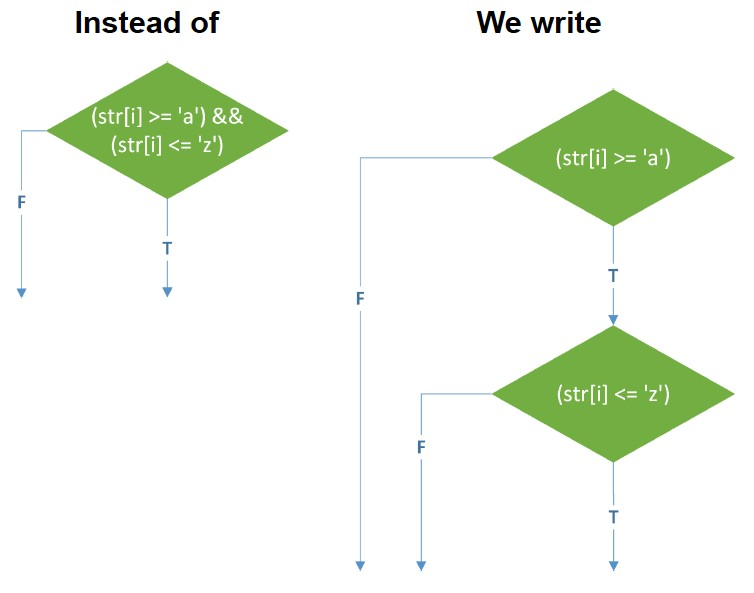 Instead of
(str[i] >= 'a') &&
(str[i] <= 'z')
F
T
We write
(str[i] >= 'a')
T
F
(str[i] <= 'z')
F
T